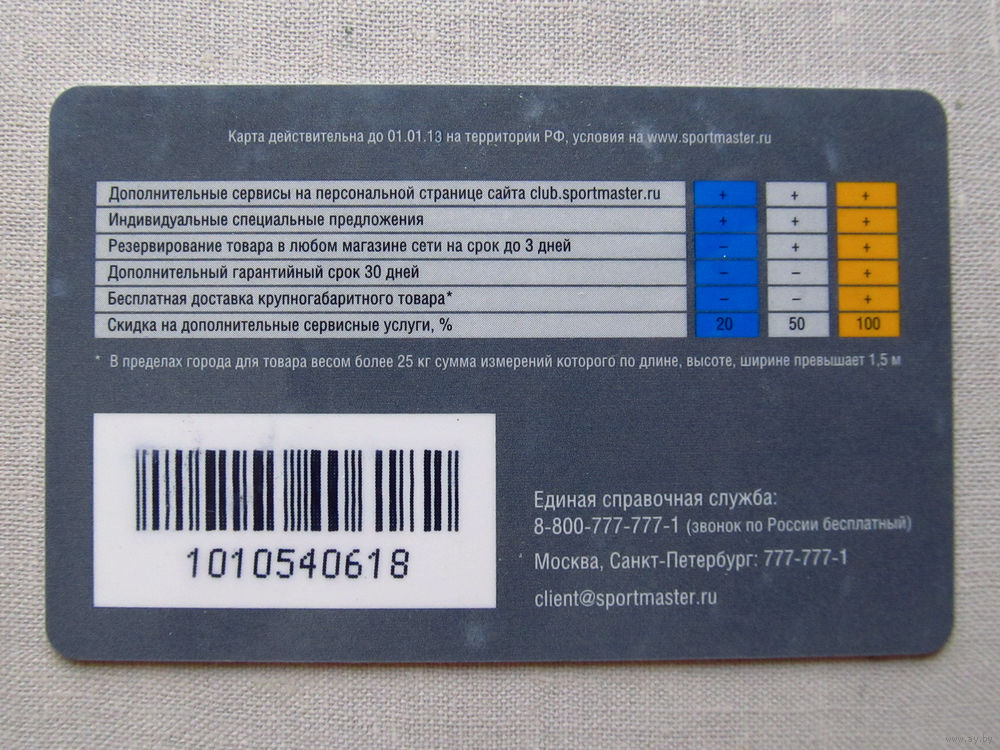 Карта действительна до 01.01.13 на территории РФ, условия на www.sportmaster.ru
Дополнительные сервисы на персональной странице сайта club.sportmaster.ru + + +
Индивидуальные специальные предложения + + +
Резервирование товара в любом магазине сети на срок до 3 дней – + +
Дополнительный гарантийный срок 30 дней – – +
Бесплатная доставка крупногабаритного товара* – – +
Скидка на дополнительные сервисные услуги, % 20 50 100
* В пределах города для товара весом более 25 кг сумма измерений которого по длине, высоте, ширине превышает 1,5 м
1010540618
Единая справочная служба:
8-800-777-777-1 (звонок по России бесплатный)
Москва, Санкт-Петербург: 777-777-1
client@sportmaster.ru
www.ay.by